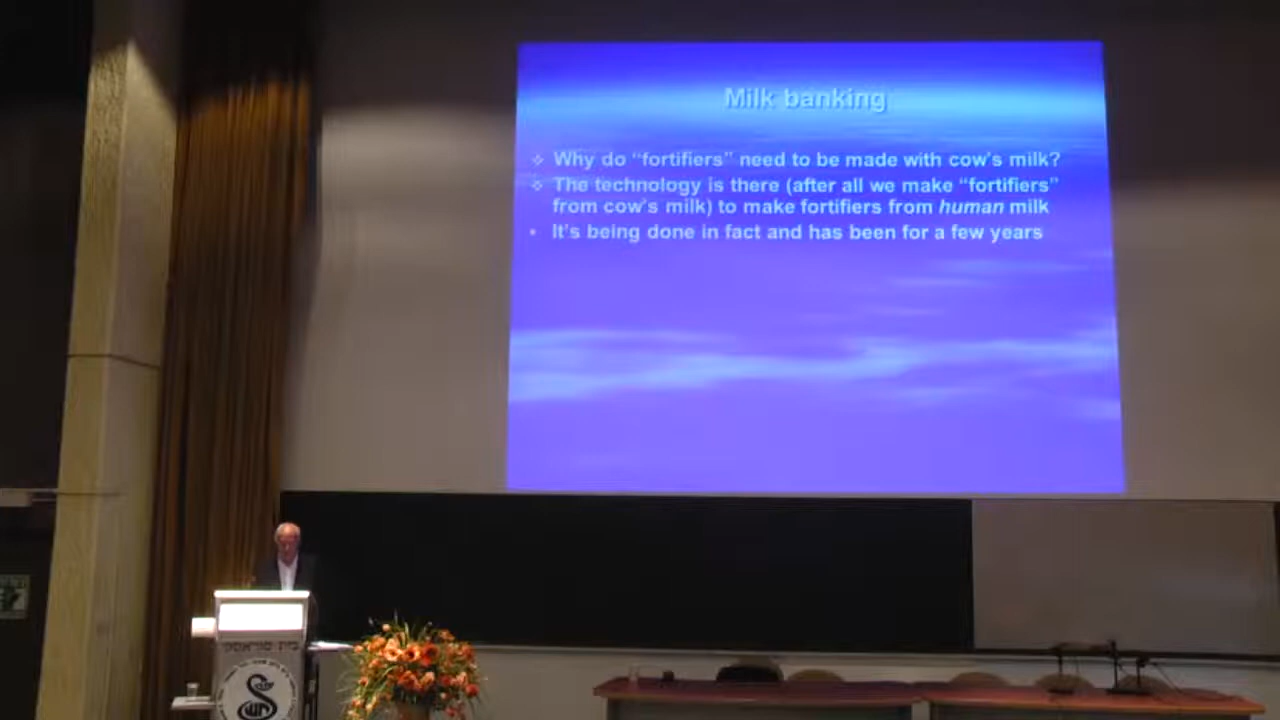 Milk banking
Why do “fortifiers” need to be made with cow's milk?
The technology is there (after all we make “fortifiers”
from cow's milk) to make fortifiers from human milk
It's being done in fact and has been for a few years
בית סוראסקי